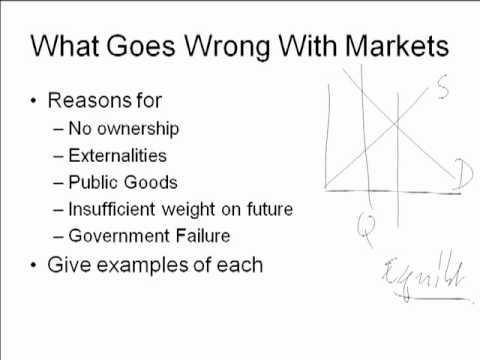 What Goes Wrong With Markets
• Reasons for
– No ownership
– Externalities
– Public Goods
– Insufficient weight on future
– Government Failure
• Give examples of each
S
D
Q
Equilb